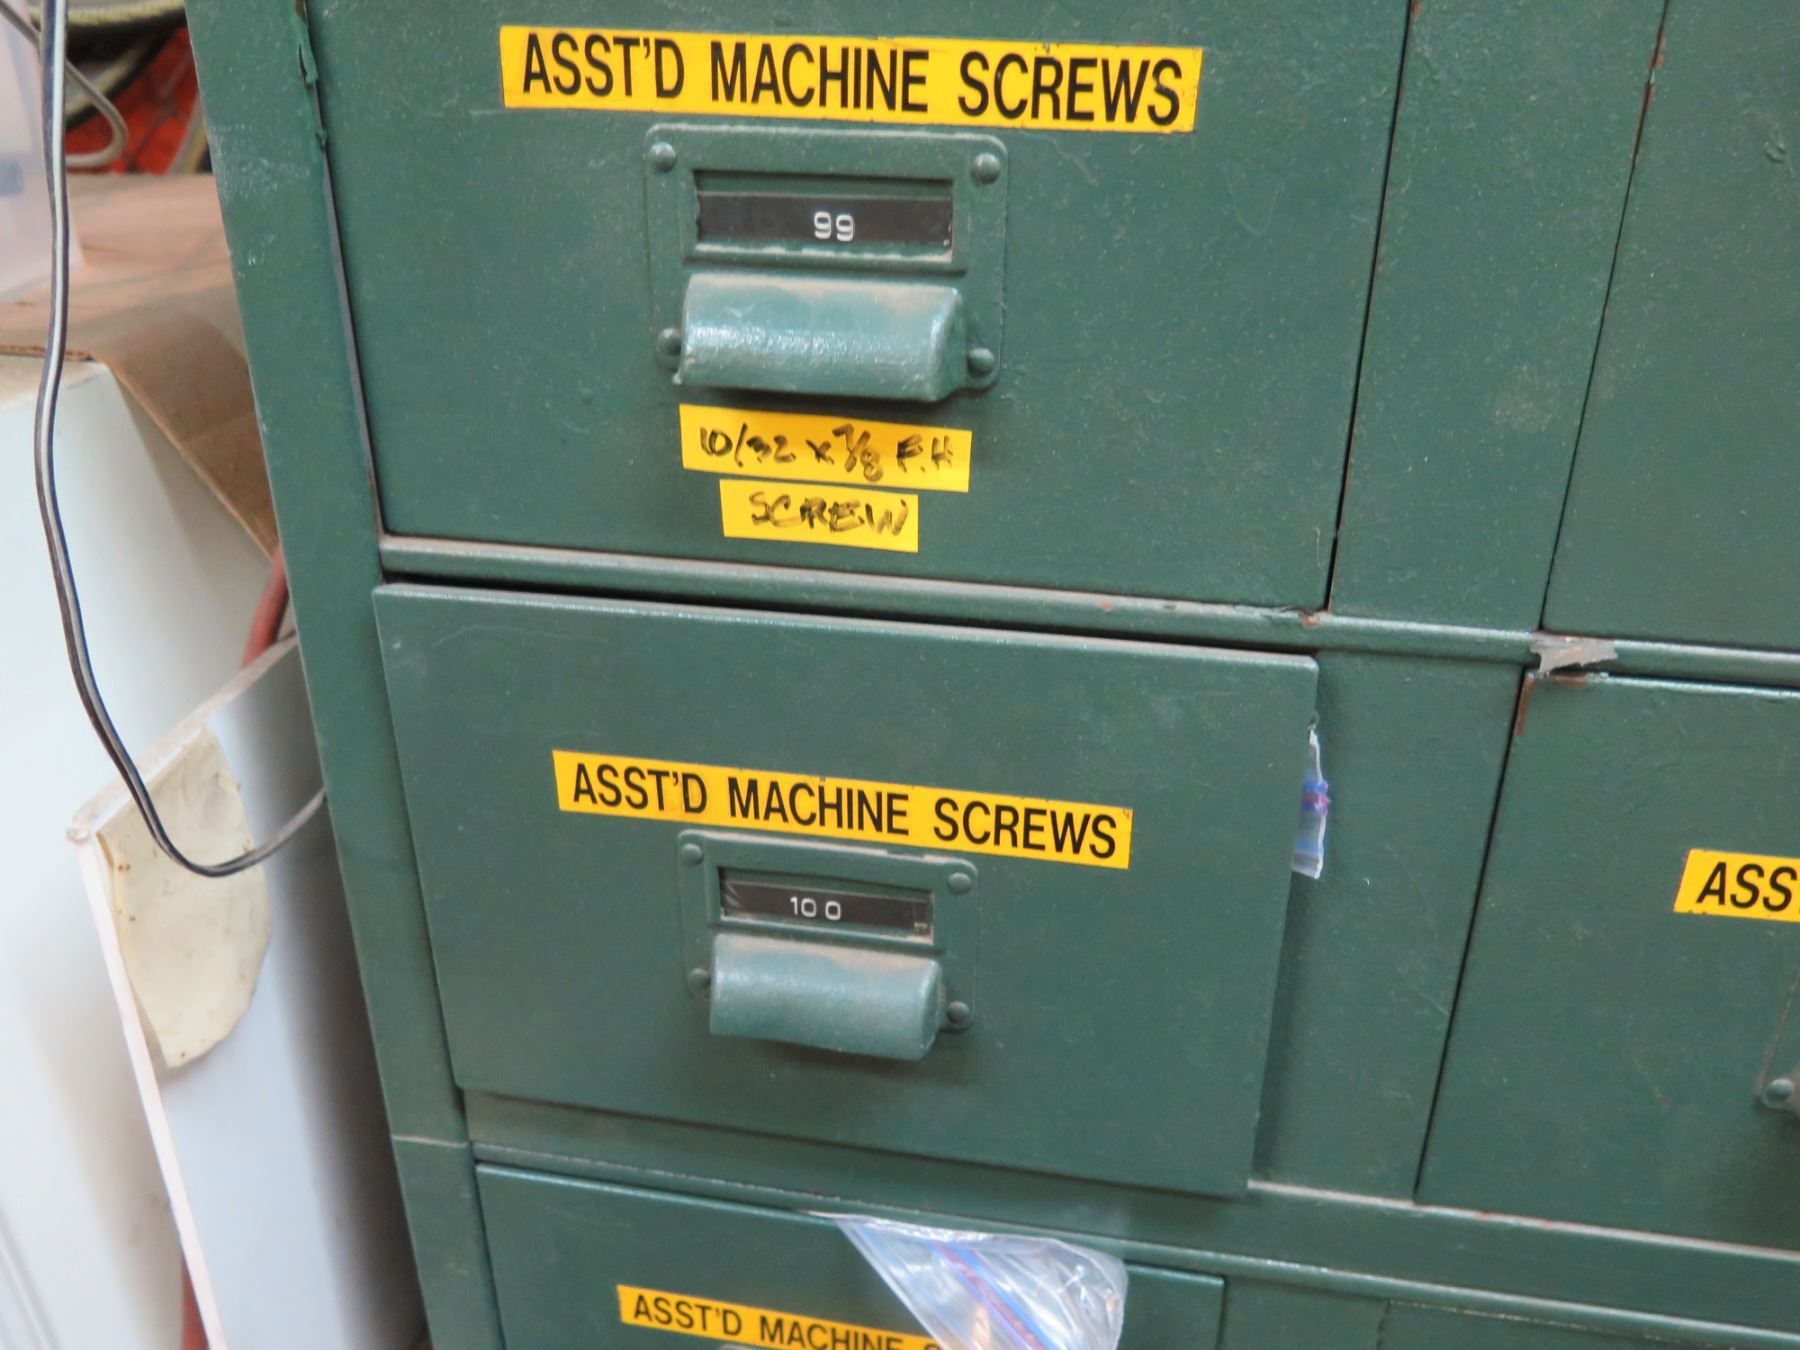 ASST'D MACHINE SCREWS
99
10/32 x 7/8 F.H
SCREW
ASST'D MACHINE SCREWS
100
ASS
ASST'D MACHINE